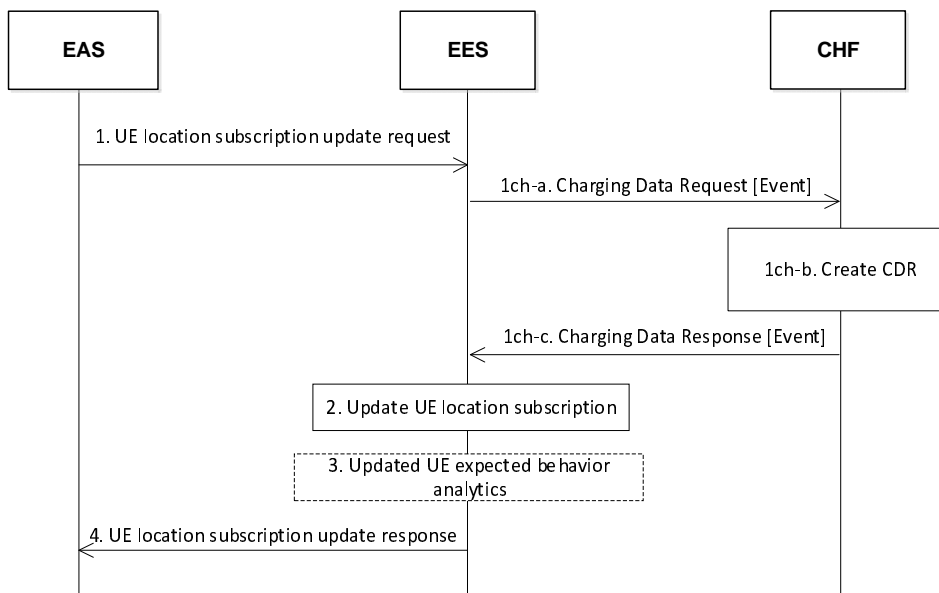 EAS
EES
CHF
1. UE location subscription update request
1ch-a. Charging Data Request [Event]
1ch-b. Create CDR
1ch-c. Charging Data Response [Event]
2. Update UE location subscription
3. Updated UE expected behavior
analytics
4. UE location subscription update response